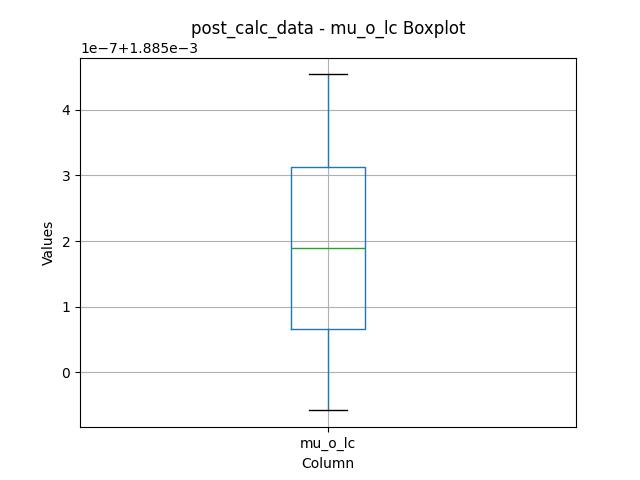 post_calc_data - mu_o_lc Boxplot
1e−7+1.885e−3
4
3
2
1
0
Values
mu_o_lc
Column